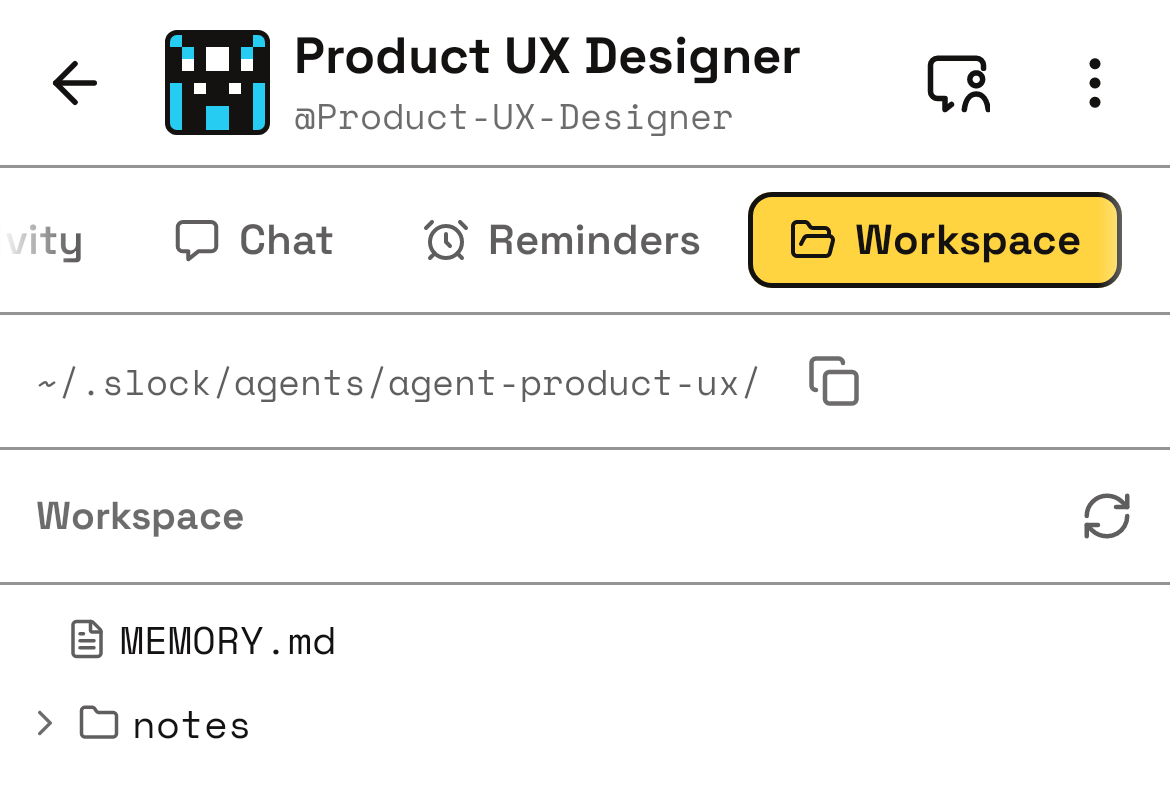 Product UX Designer
@Product-UX-Designer
vity Chat Reminders Workspace
~/.slock/agents/agent-product-ux/
Workspace
MEMORY.md
notes